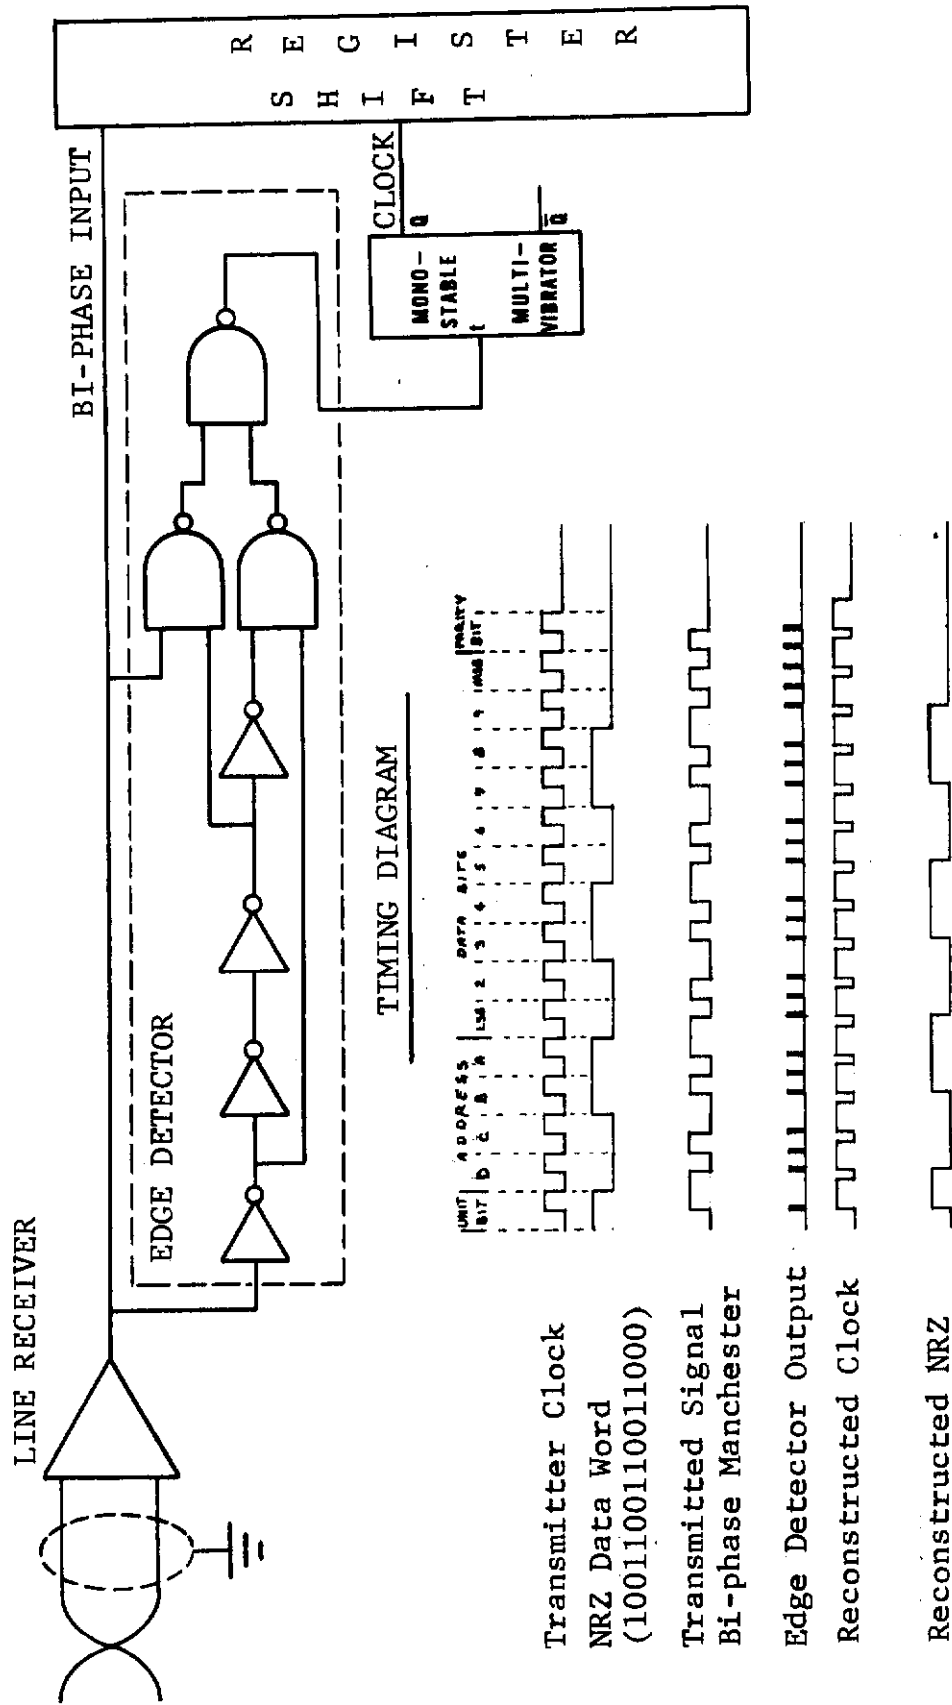 LINE RECEIVER
BI-PHASE INPUT
EDGE DETECTOR
SHIFT
REGISTER
CLOCK
Q
MONO-
STABLE
t
MULTI-
VIBRATOR
Q̅
TIMING DIAGRAM
UNIT ADDRESS DATA BITS PARITY
BIT D C B A LSB 2 3 4 5 6 7 8 9 MSB BIT
Transmitter Clock
NRZ Data Word
(1001100110011000)
Transmitted Signal
Bi-phase Manchester
Edge Detector Output
Reconstructed Clock
Reconstructed NRZ